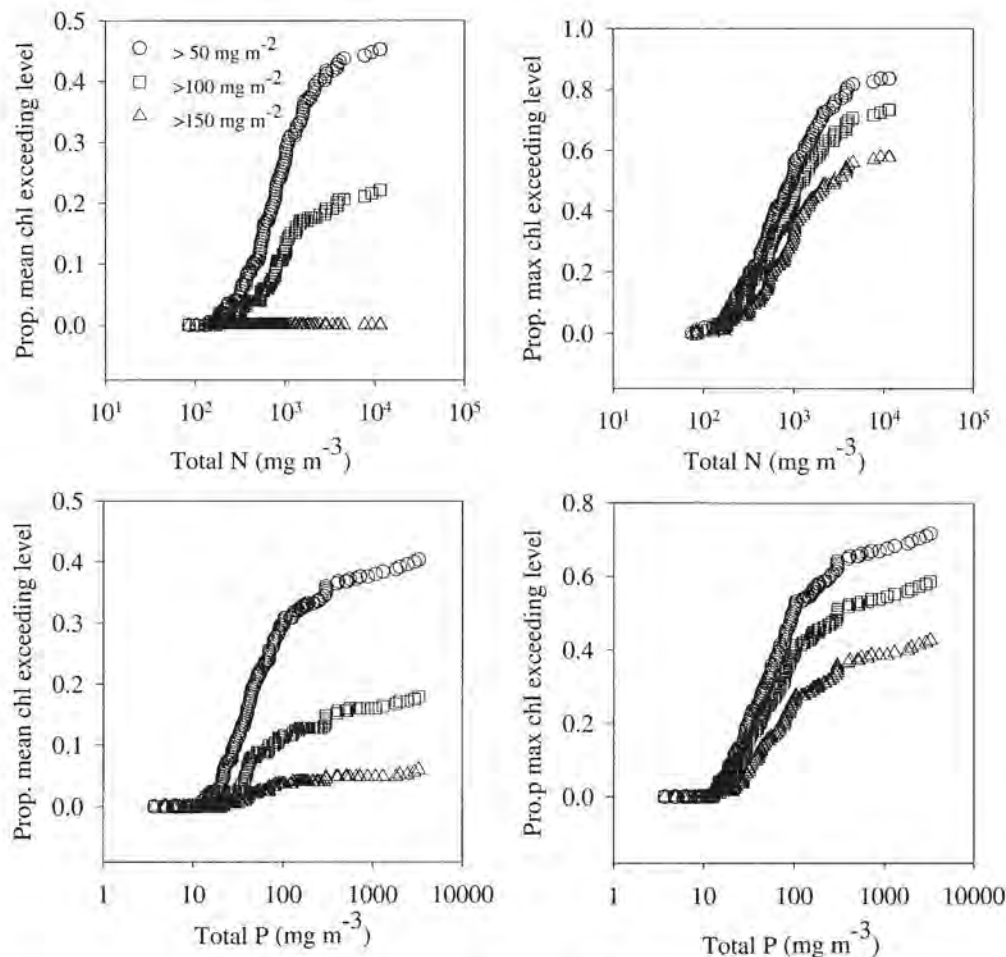 Prop. mean chl exceeding level
0.5
0.4
0.3
0.2
0.1
0.0
> 50 mg m⁻²
>100 mg m⁻²
>150 mg m⁻²
10¹ 10² 10³ 10⁴ 10⁵
Total N (mg m⁻³)
Prop. max chl exceeding level
1.0
0.8
0.6
0.4
0.2
0.0
10¹ 10² 10³ 10⁴ 10⁵
Total N (mg m⁻³)
Prop. mean chl exceeding level
0.5
0.4
0.3
0.2
0.1
0.0
1 10 100 1000 10000
Total P (mg m⁻³)
Pro.p max chl exceeding level
0.8
0.6
0.4
0.2
0.0
1 10 100 1000 10000
Total P (mg m⁻³)